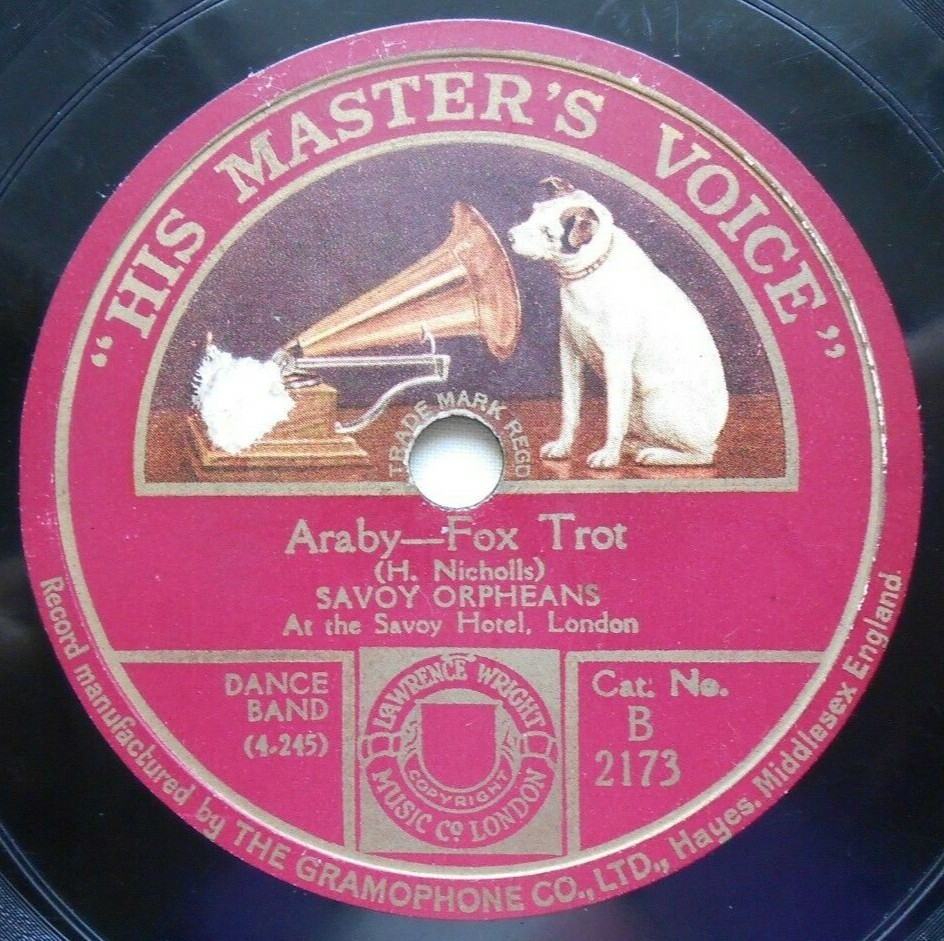 "HIS MASTER'S VOICE"
TRADE MARK REGD
Araby—Fox Trot
(H. Nicholls)
SAVOY ORPHEANS
At the Savoy Hotel, London
DANCE
BAND
(4-245)
LAWRENCE WRIGHT
MUSIC Co LONDON
COPYRIGHT
Cat. No.
B
2173
Record manufactured by THE GRAMOPHONE CO., LTD., Hayes, Middlesex England.